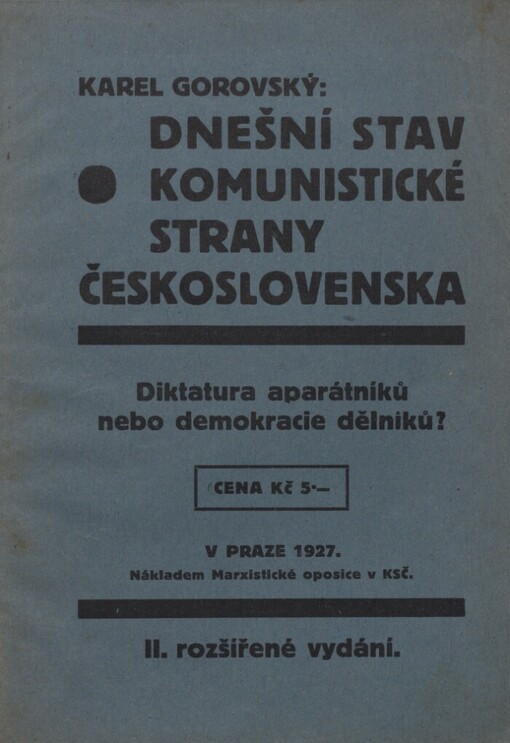 KAREL GOROVSKÝ:
DNEŠNÍ STAV
KOMUNISTICKÉ
STRANY
ČESKOSLOVENSKA
Diktatura aparátníků
nebo demokracie dělníků?
CENA Kč 5·—
V PRAZE 1927.
Nákladem Marxistické oposice v KSČ.
II. rozšířené vydání.